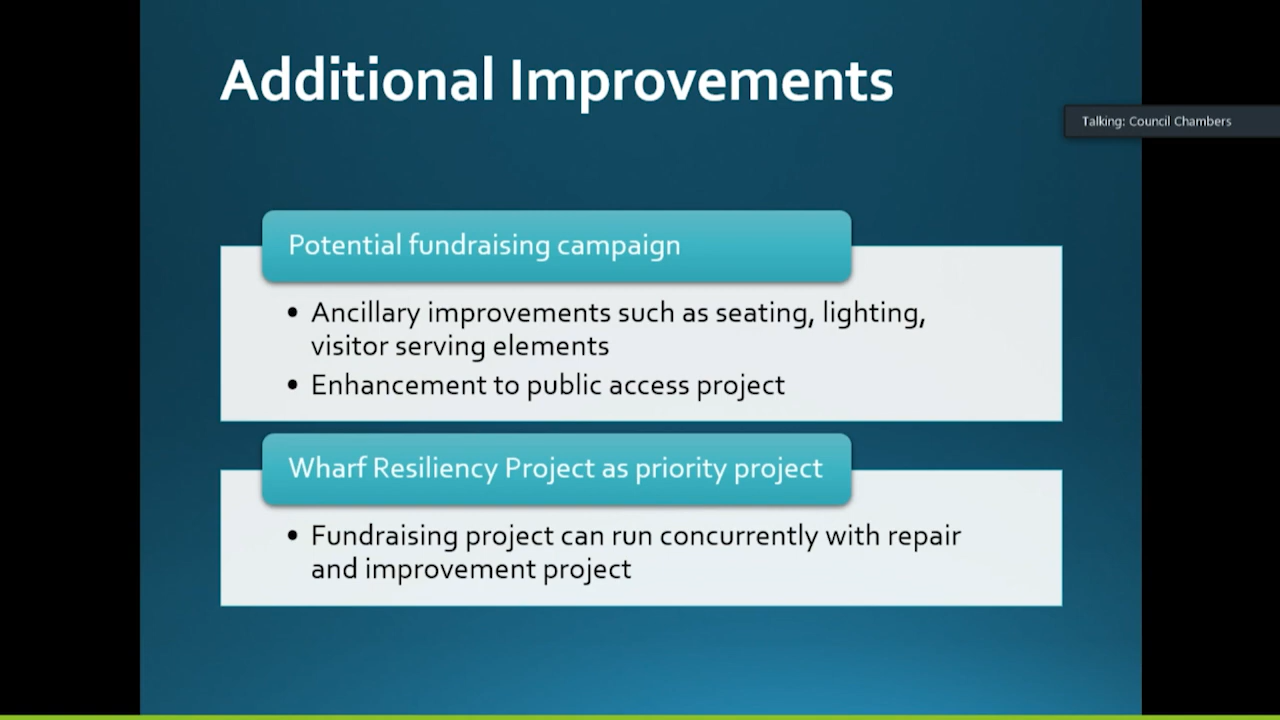 Additional Improvements
Talking: Council Chambers
Potential fundraising campaign
• Ancillary improvements such as seating, lighting,
visitor serving elements
• Enhancement to public access project
Wharf Resiliency Project as priority project
• Fundraising project can run concurrently with repair
and improvement project